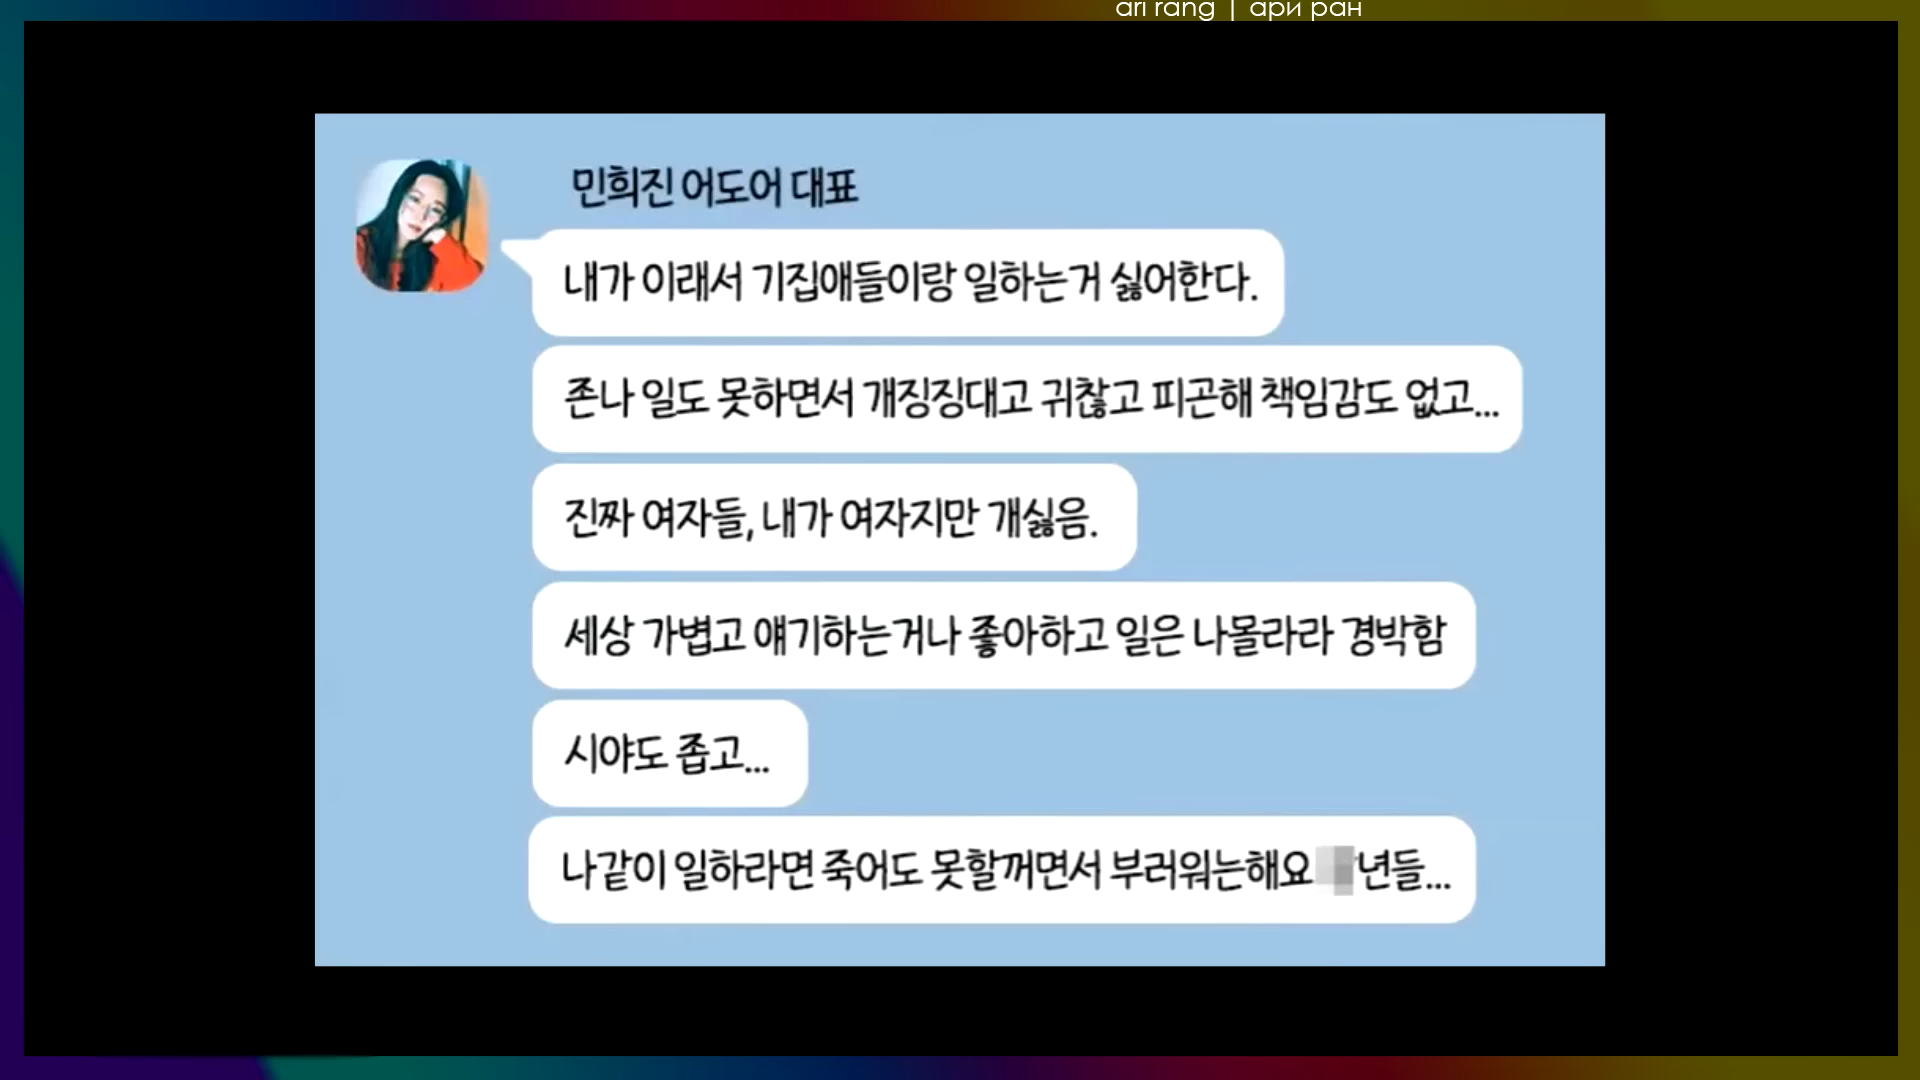 ari rang | ари ран
민희진 어도어 대표
내가 이래서 기집애들이랑 일하는거 싫어한다.
존나 일도 못하면서 개징징대고 귀찮고 피곤해 책임감도 없고...
진짜 여자들, 내가 여자지만 개싫음.
세상 가볍고 얘기하는거나 좋아하고 일은 나몰라라 경박함
시야도 좁고...
나같이 일하라면 죽어도 못할꺼면서 부러워는해요 년들...